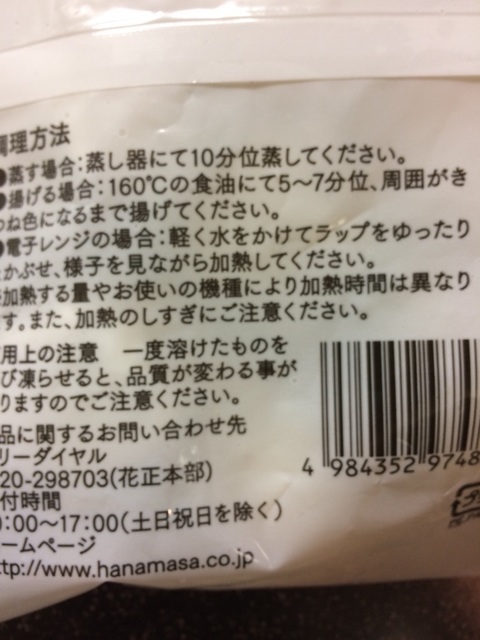 調理方法
●蒸す場合:蒸し器にて10分位蒸してください。
●揚げる場合:160℃の食油にて5〜7分位、周囲がき
つね色になるまで揚げてください。
●電子レンジの場合:軽く水をかけてラップをゆったり
かぶせ、様子を見ながら加熱してください。
加熱する量やお使いの機種により加熱時間は異なり
す。また、加熱のしすぎにご注意ください。
用上の注意 一度溶けたものを
び凍らせると、品質が変わる事が
りますのでご注意ください。
品に関するお問い合わせ先
リーダイヤル
20-298703(花正本部)
付時間
:00〜17:00(土日祝日を除く)
ームページ
ttp://www.hanamasa.co.jp
4 984352 9748